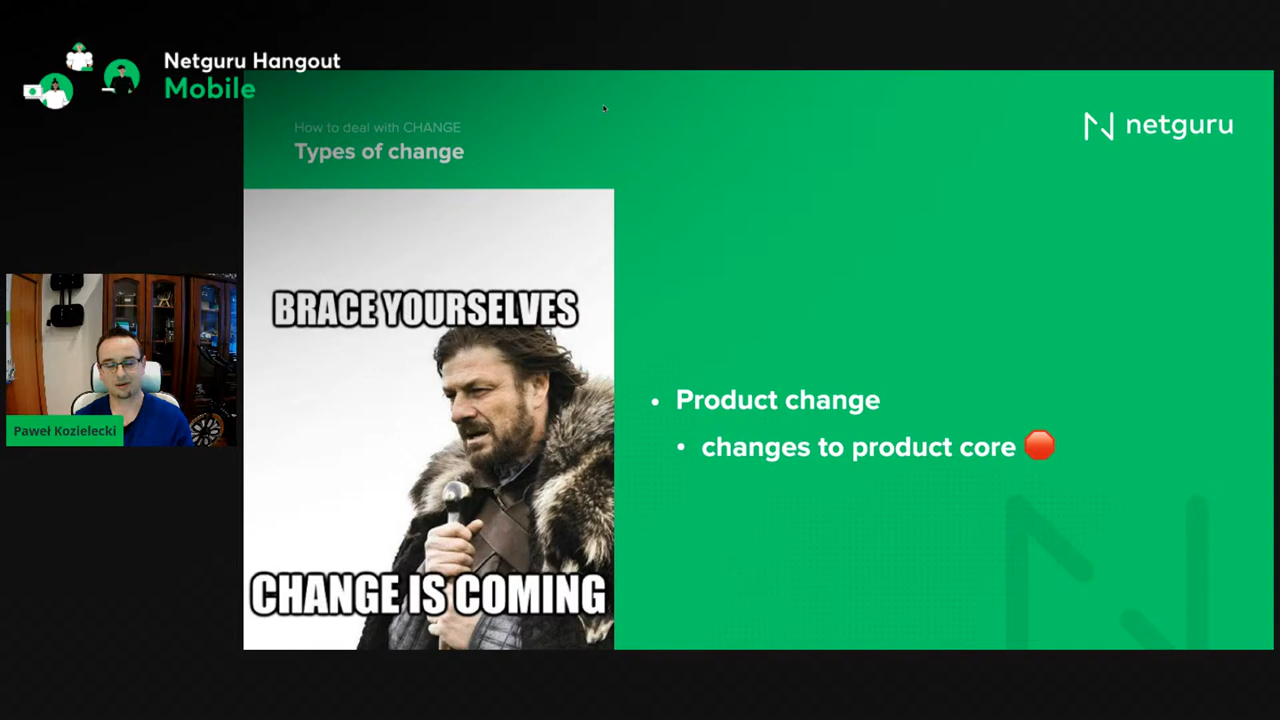 Netguru Hangout
Mobile
How to deal with CHANGE
Types of change
netguru
BRACE YOURSELVES
CHANGE IS COMING
• Product change
• changes to product core
Paweł Kozielecki